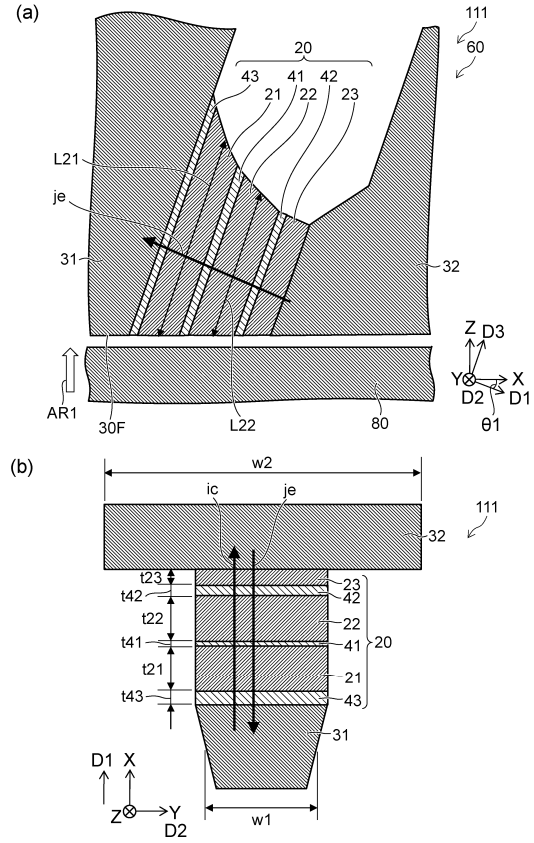 (a)
111
60
20
43 21 41 22 42 23
L21
je
31
32
Z D3
Y X
D2 D1
θ1
AR1
30F
L22
80
(b)
w2
ic je
111
32
t23
23
t42
42
t22
22
20
t41
41
t21
21
t43
43
31
D1 X
Z Y
D2
w1